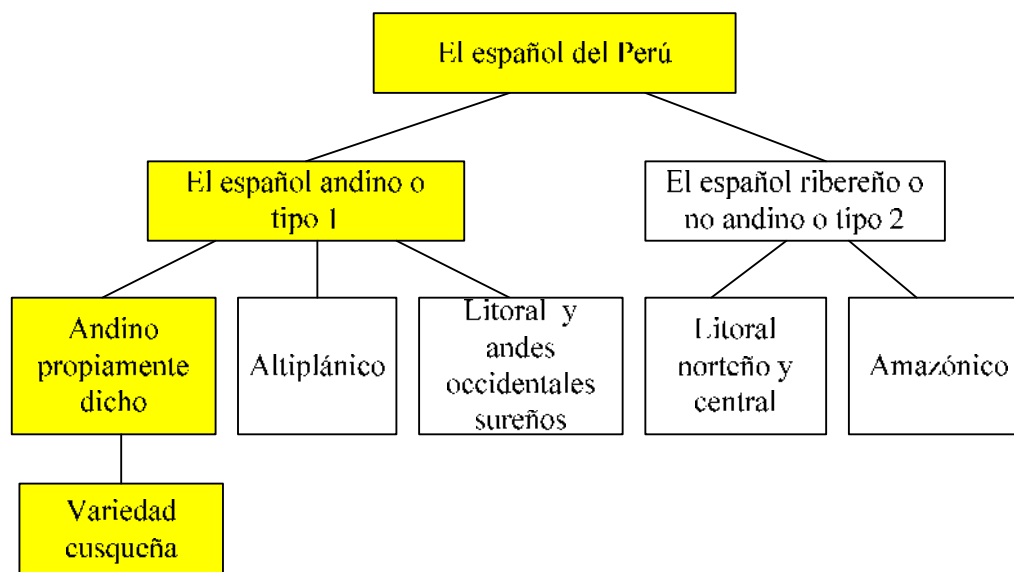 El español del Perú
El español andino o
tipo 1
El español ribereño o
no andino o tipo 2
Andino
propiamente
dicho
Altiplánico
Litoral y
andes
occidentales
sureños
Litoral
norteño y
central
Amazónico
Variedad
cusqueña